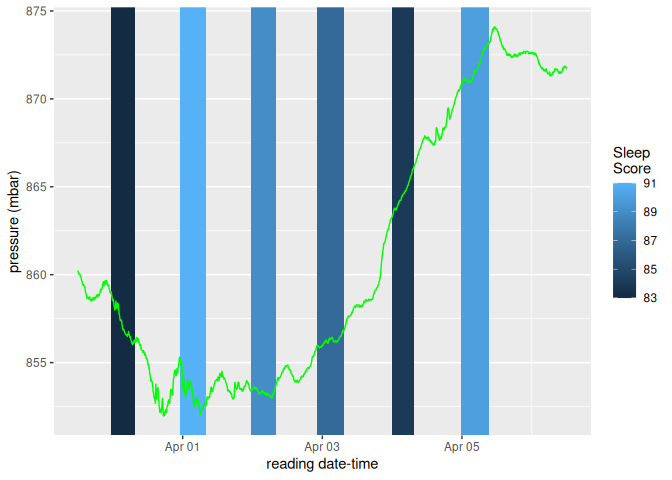 875
870
865
860
855
pressure (mbar)
Apr 01
Apr 03
Apr 05
reading date-time
Sleep
Score
91
89
87
85
83